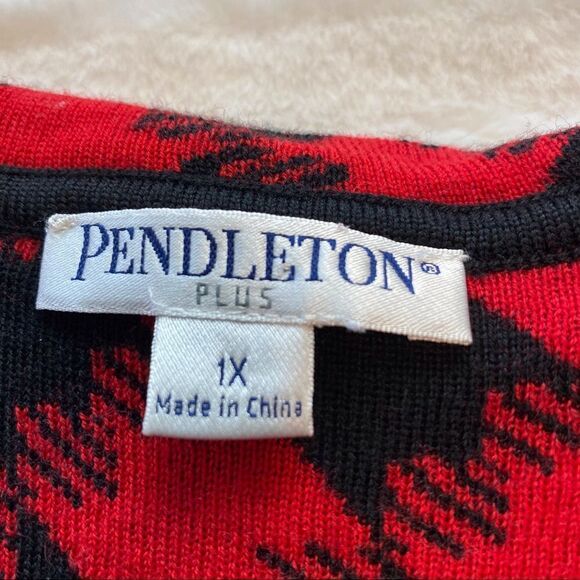 PENDLETON®
PLUS
1X
Made in China